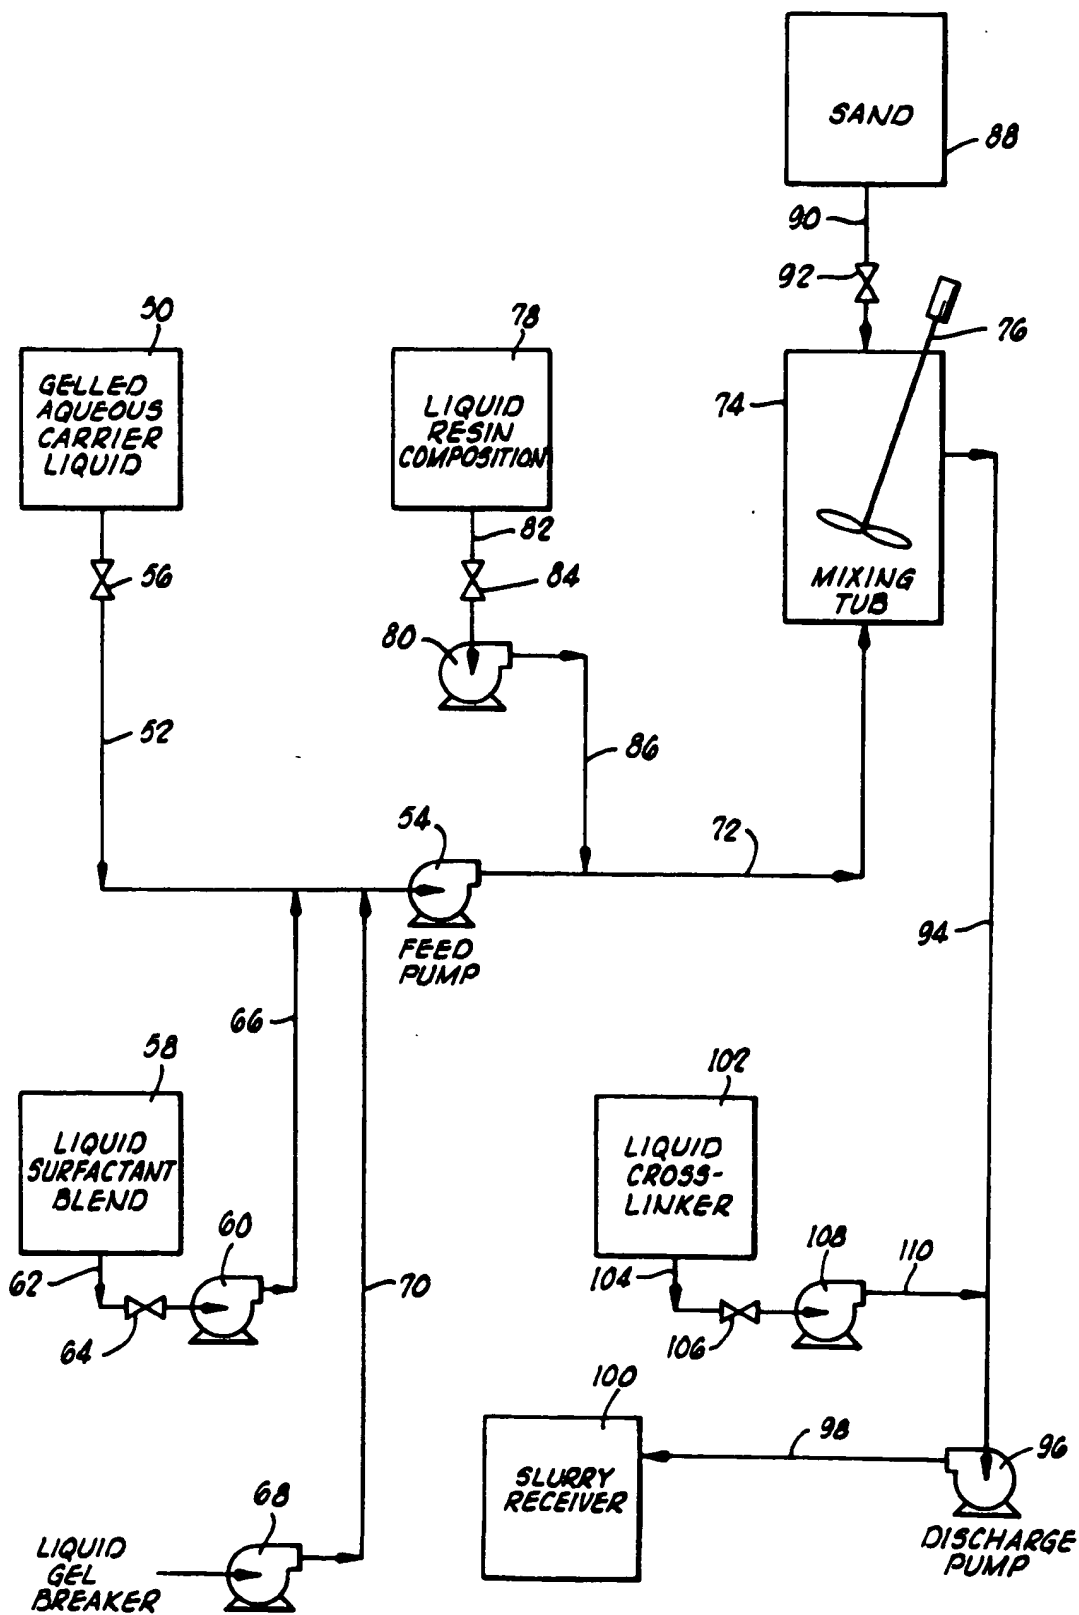 SAND
88
90
92
76
50
GELLED
AQUEOUS
CARRIER
LIQUID
78
LIQUID
RESIN
COMPOSITION
74
MIXING
TUB
56
82
84
80
52
86
54
72
FEED
PUMP
94
66
58
LIQUID
SURFACTANT
BLEND
102
LIQUID
CROSS-
LINKER
62
60
64
70
104
108
110
106
100
SLURRY
RECEIVER
98
96
DISCHARGE
PUMP
68
LIQUID
GEL
BREAKER